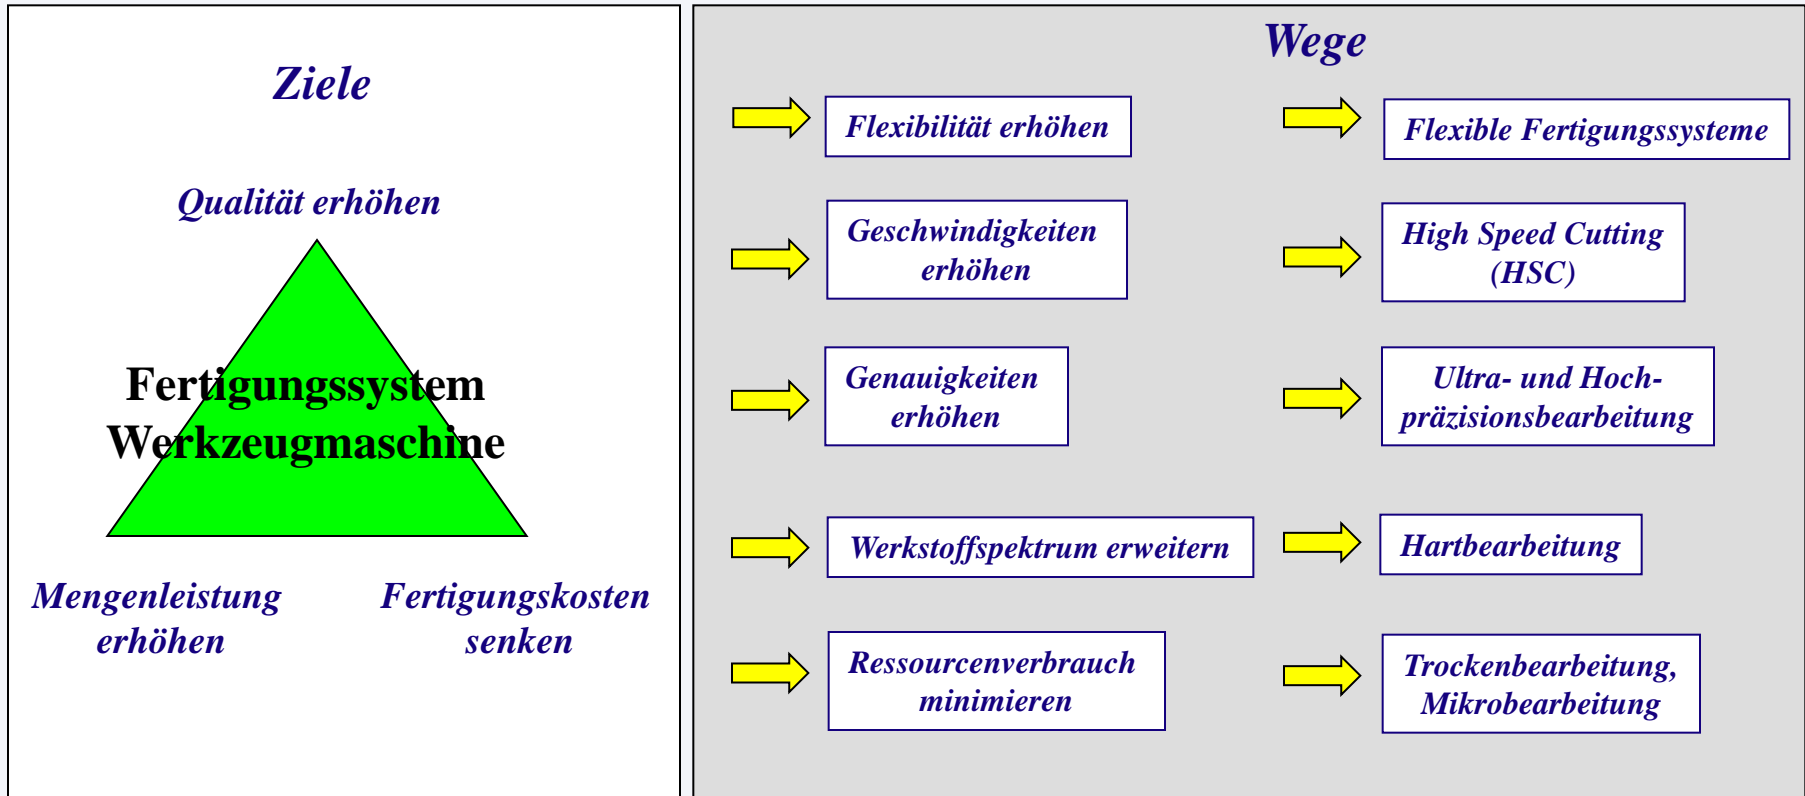 Ziele
Qualität erhöhen
Fertigungssystem
Werkzeugmaschine
Mengenleistung
erhöhen
Fertigungskosten
senken
Wege
Flexibilität erhöhen
Flexible Fertigungssysteme
Geschwindigkeiten
erhöhen
High Speed Cutting
(HSC)
Genauigkeiten
erhöhen
Ultra- und Hoch-
präzisionsbearbeitung
Werkstoffspektrum erweitern
Hartbearbeitung
Ressourcenverbrauch
minimieren
Trockenbearbeitung,
Mikrobearbeitung